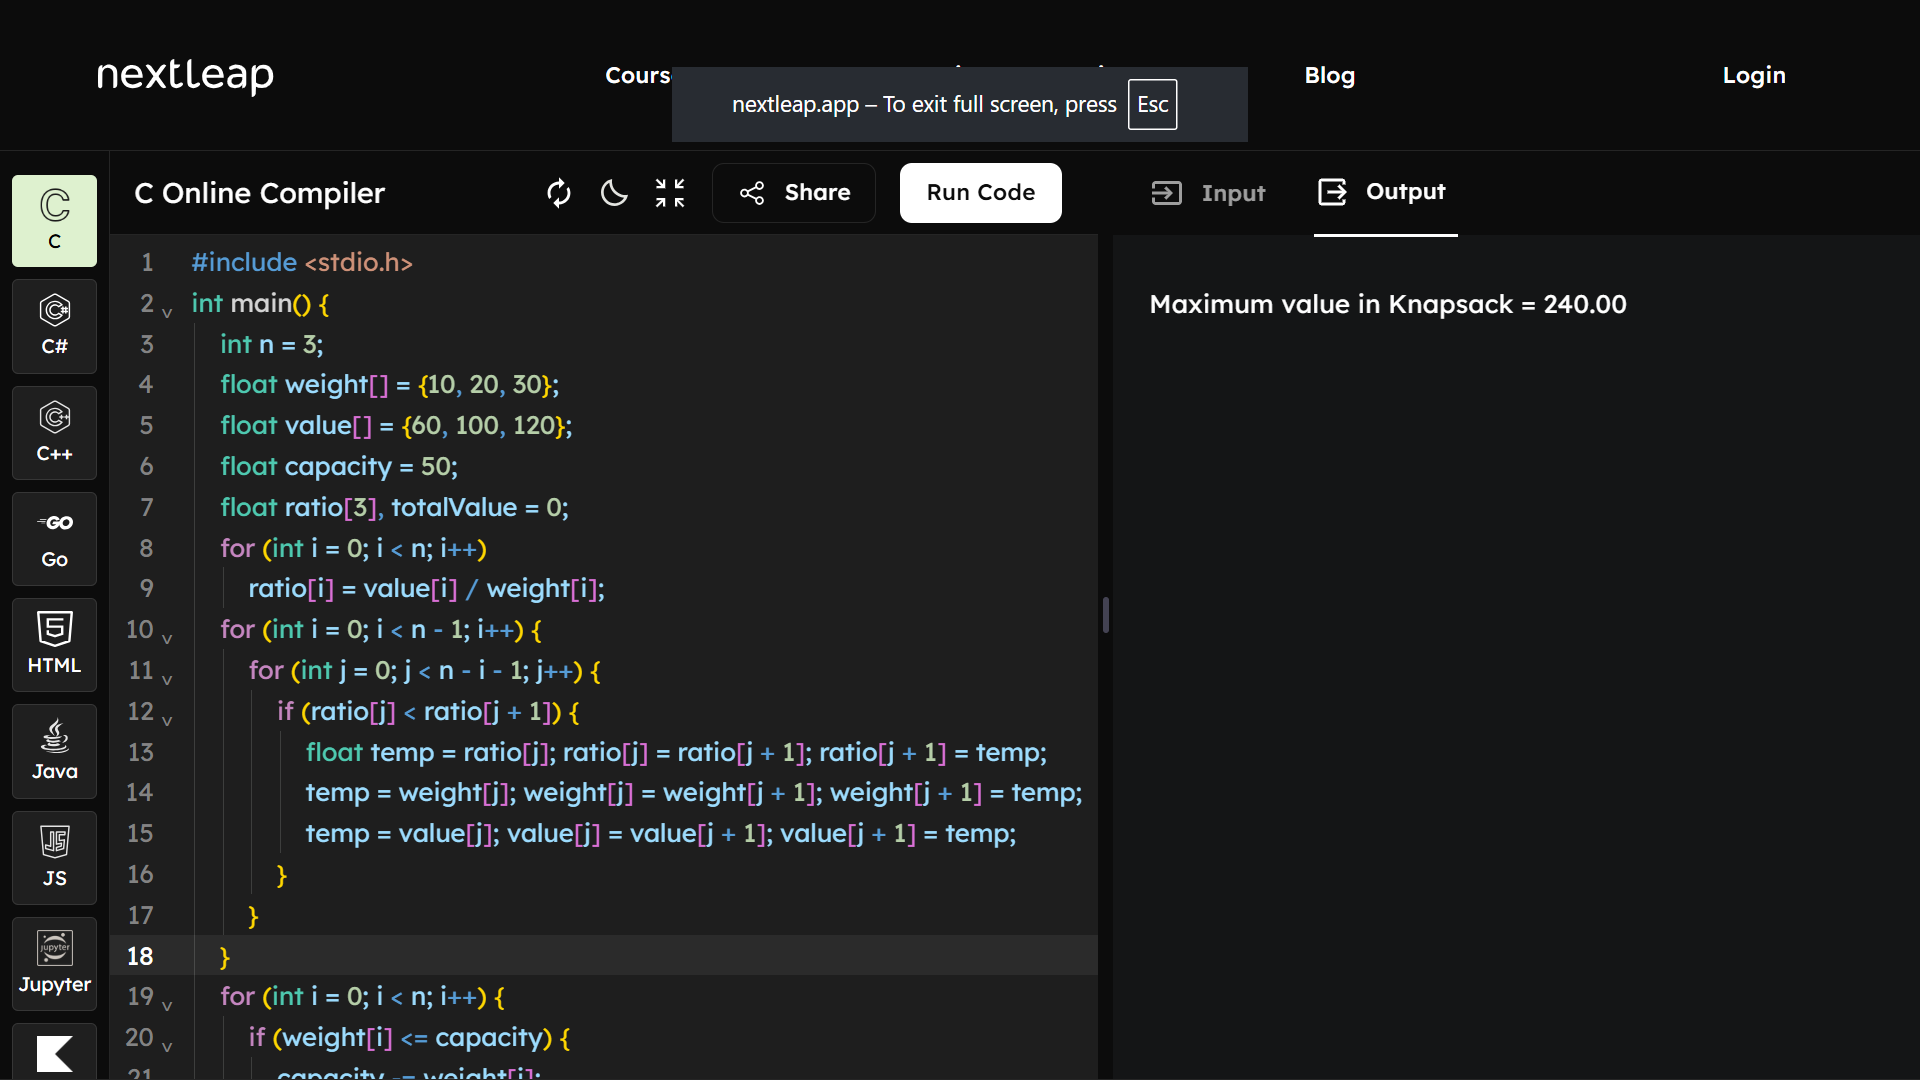 nextleap
Blog
Login
nextleap.app – To exit full screen, press Esc
C Online Compiler
Share
Run Code
Input
Output
C
C#
C++
Go
HTML
Java
JS
Jupyter
1 #include <stdio.h>
2 int main() {
3 int n = 3;
4 float weight[] = {10, 20, 30};
5 float value[] = {60, 100, 120};
6 float capacity = 50;
7 float ratio[3], totalValue = 0;
8 for (int i = 0; i < n; i++)
9 ratio[i] = value[i] / weight[i];
10 for (int i = 0; i < n - 1; i++) {
11 for (int j = 0; j < n - i - 1; j++) {
12 if (ratio[j] < ratio[j + 1]) {
13 float temp = ratio[j]; ratio[j] = ratio[j + 1]; ratio[j + 1] = temp;
14 temp = weight[j]; weight[j] = weight[j + 1]; weight[j + 1] = temp;
15 temp = value[j]; value[j] = value[j + 1]; value[j + 1] = temp;
16 }
17 }
18 }
19 for (int i = 0; i < n; i++) {
20 if (weight[i] <= capacity) {
21 capacity -= weight[i];
Maximum value in Knapsack = 240.00